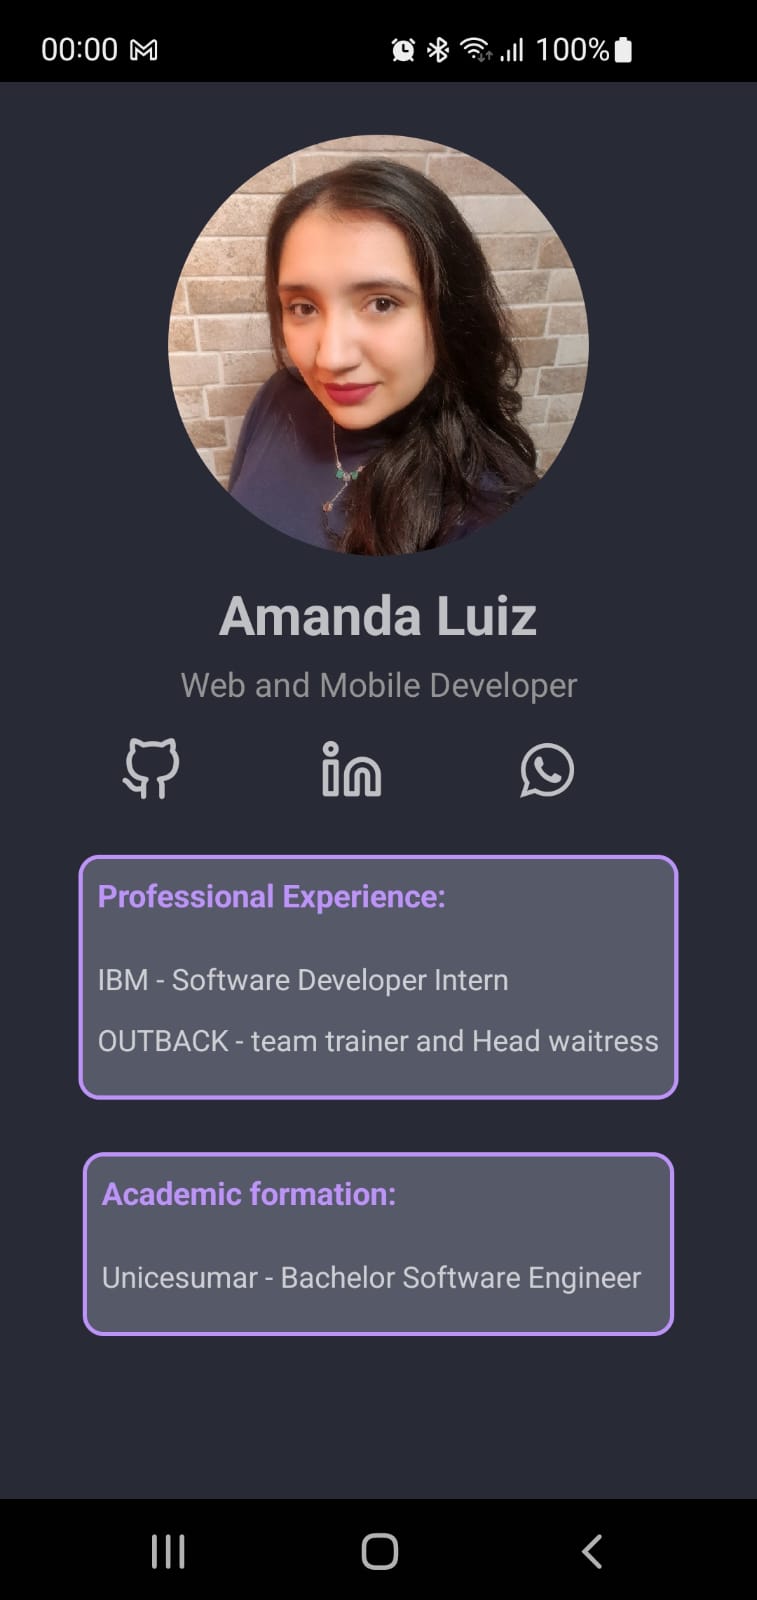 00:00 100%
Amanda Luiz
Web and Mobile Developer
Professional Experience:
IBM - Software Developer Intern
OUTBACK - team trainer and Head waitress
Academic formation:
Unicesumar - Bachelor Software Engineer